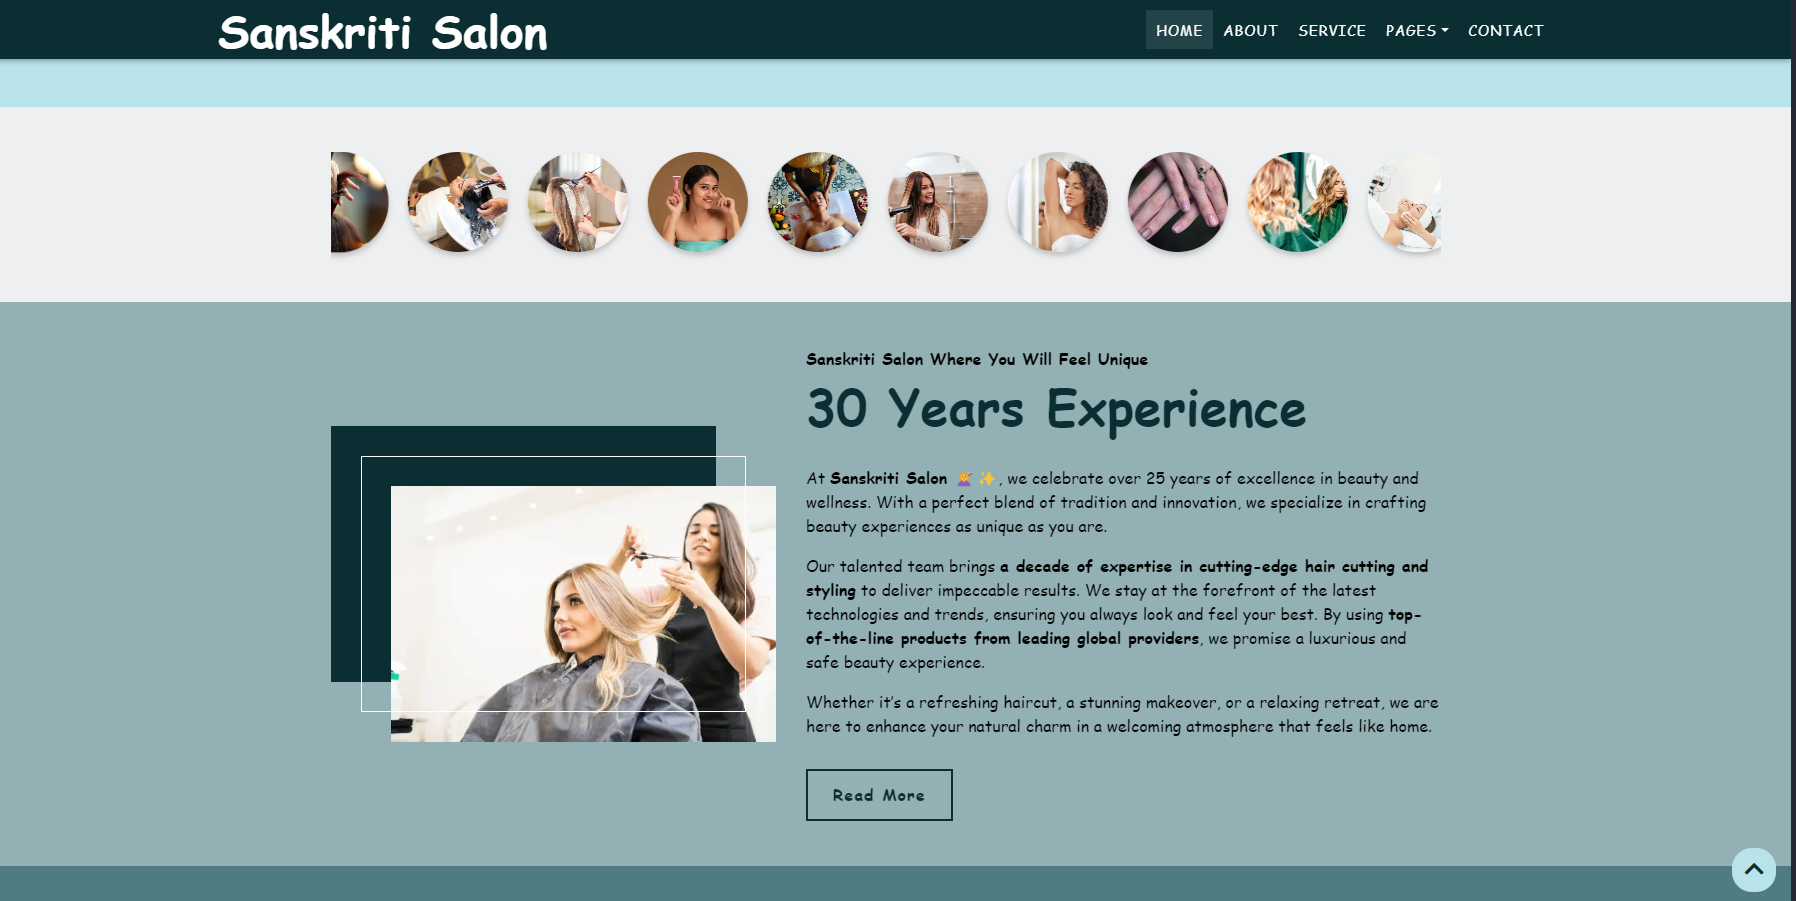 Sanskriti Salon
HOME ABOUT SERVICE PAGES CONTACT
Sanskriti Salon Where You Will Feel Unique
30 Years Experience
At Sanskriti Salon 💇‍♀️✨, we celebrate over 25 years of excellence in beauty and
wellness. With a perfect blend of tradition and innovation, we specialize in crafting
beauty experiences as unique as you are.
Our talented team brings a decade of expertise in cutting-edge hair cutting and
styling to deliver impeccable results. We stay at the forefront of the latest
technologies and trends, ensuring you always look and feel your best. By using top-
of-the-line products from leading global providers, we promise a luxurious and
safe beauty experience.
Whether it's a refreshing haircut, a stunning makeover, or a relaxing retreat, we are
here to enhance your natural charm in a welcoming atmosphere that feels like home.
Read More